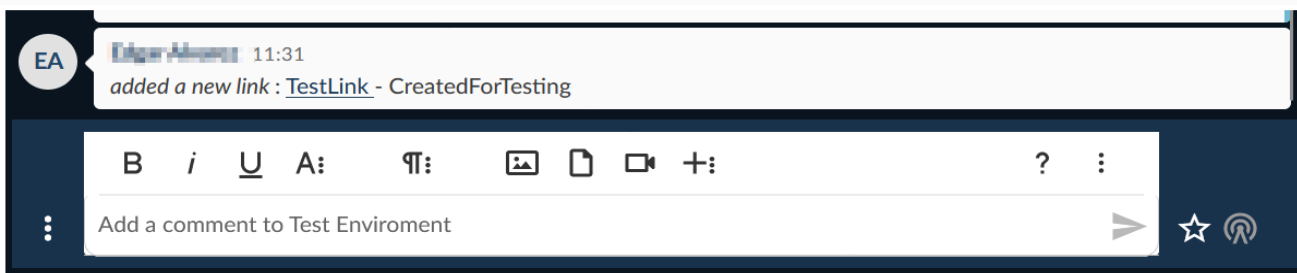 EA
11:31
added a new link : TestLink - CreatedForTesting
B i U A ¶ + ?
Add a comment to Test Enviroment